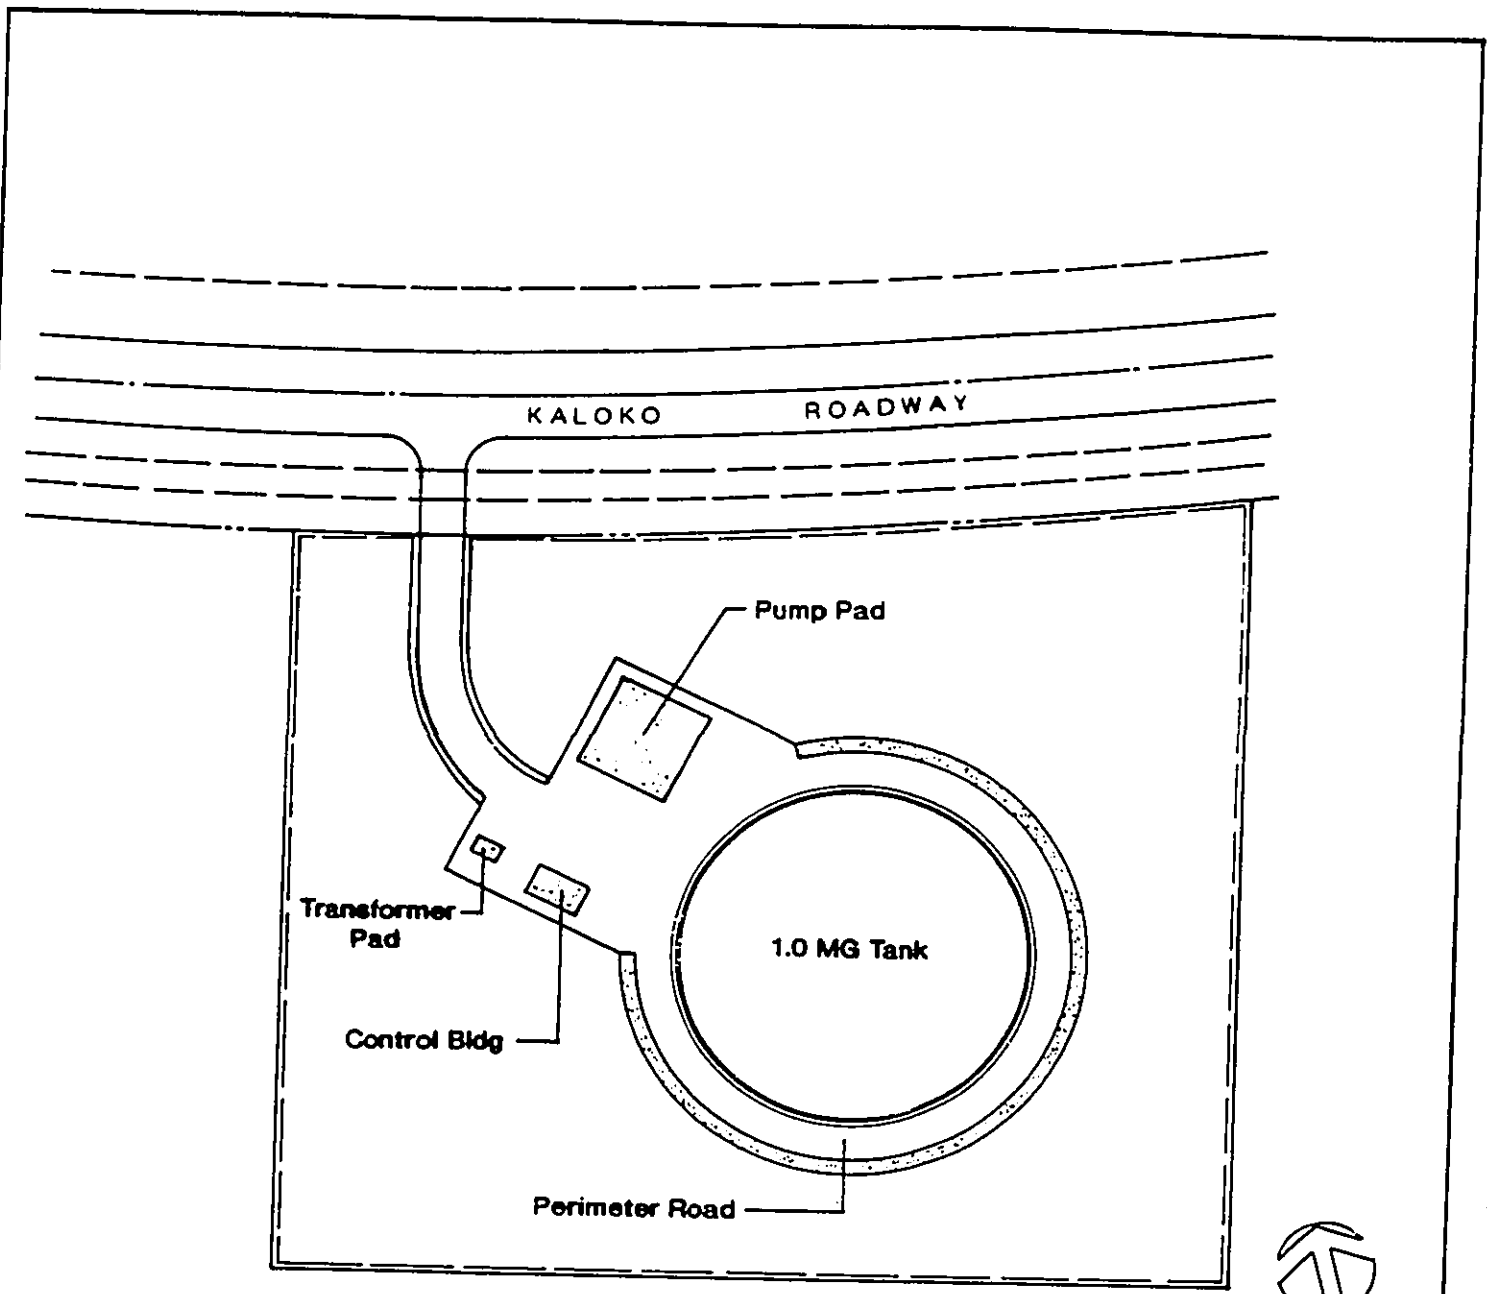 KALOKO ROADWAY
Pump Pad
Transformer
Pad
1.0 MG Tank
Control Bldg
Perimeter Road